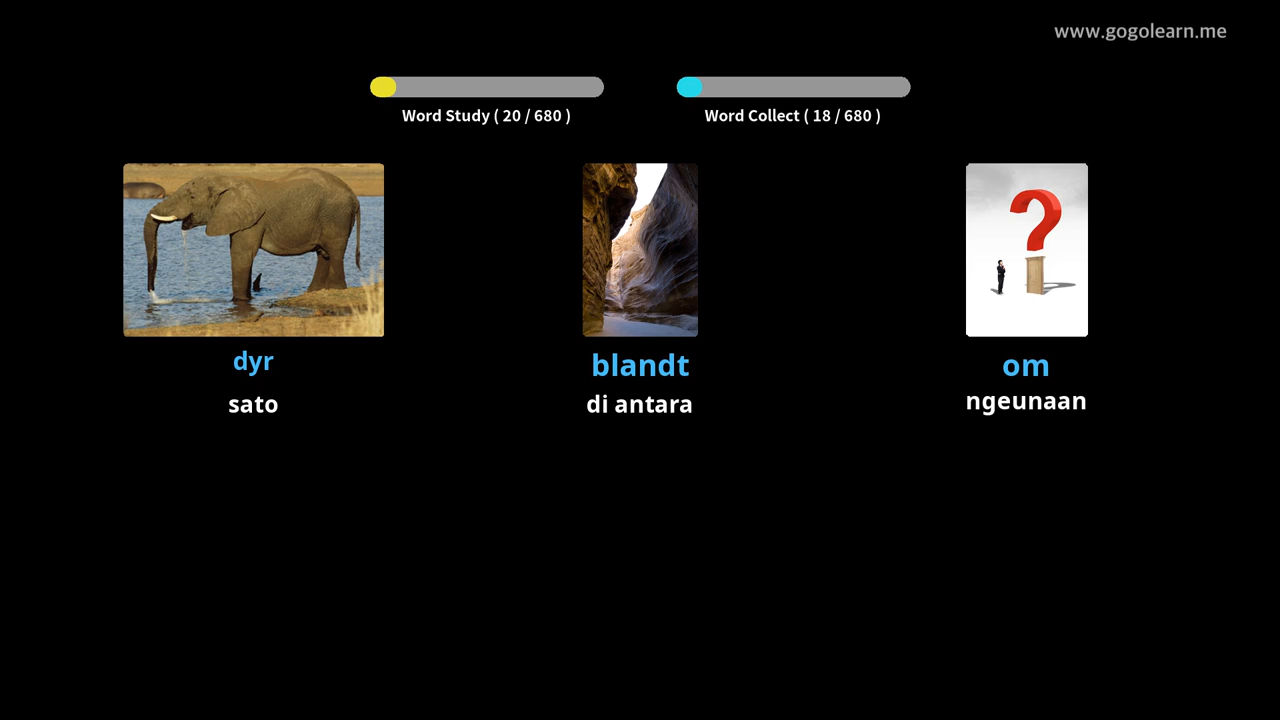 www.gogolearn.me
Word Study ( 20 / 680 )
Word Collect ( 18 / 680 )
dyr
blandt
om
sato
di antara
ngeunaan